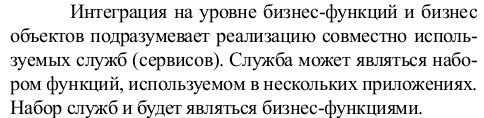 Интеграция на уровне бизнес-функций и бизнес
объектов подразумевает реализацию совместно исполь-
зуемых служб (сервисов). Служба может являться набо-
ром функций, используемом в нескольких приложениях.
Набор служб и будет являться бизнес-функциями.